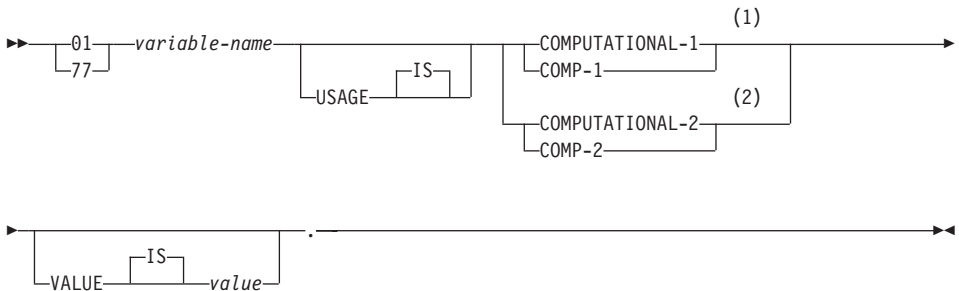 (1)
01 variable-name COMPUTATIONAL-1
77 IS COMP-1
USAGE (2)
COMPUTATIONAL-2
COMP-2
.
IS
VALUE value